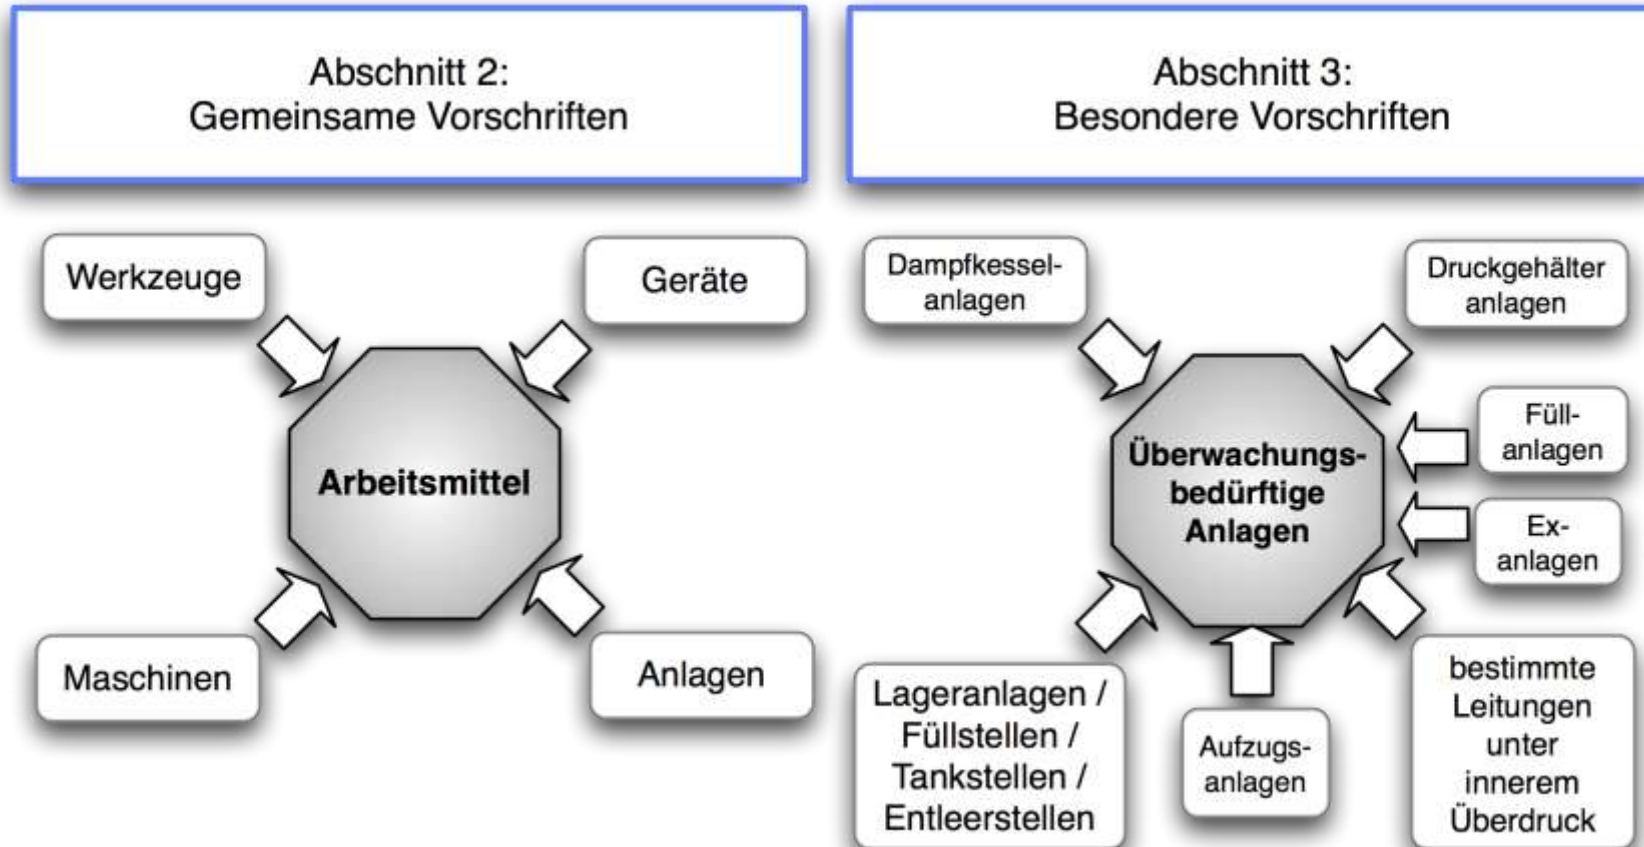 Abschnitt 2:
Gemeinsame Vorschriften
Abschnitt 3:
Besondere Vorschriften
Werkzeuge
Geräte
Arbeitsmittel
Maschinen
Anlagen
Dampfkessel-
anlagen
Druckgehälter
anlagen
Füll-
anlagen
Überwachungs-
bedürftige
Anlagen
Ex-
anlagen
Lageranlagen /
Füllstellen /
Tankstellen /
Entleerstellen
Aufzugs-
anlagen
bestimmte
Leitungen
unter
innerem
Überdruck